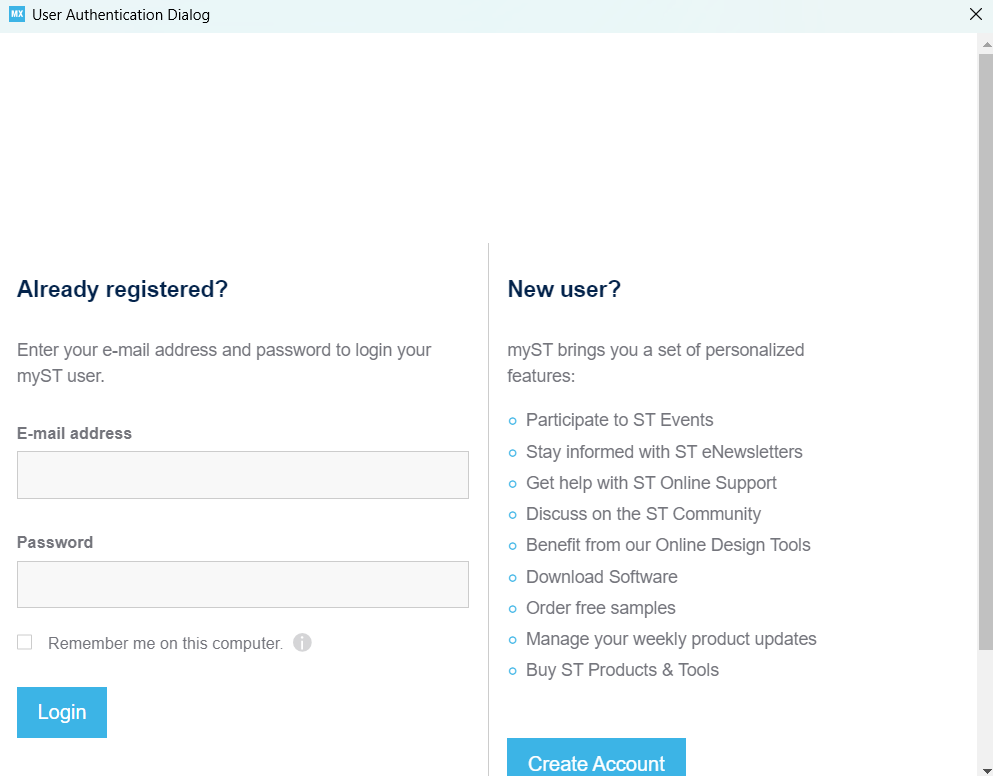 MX User Authentication Dialog
Already registered?
Enter your e-mail address and password to login your
myST user.
E-mail address
Password
Remember me on this computer.
Login
New user?
myST brings you a set of personalized
features:
Participate to ST Events
Stay informed with ST eNewsletters
Get help with ST Online Support
Discuss on the ST Community
Benefit from our Online Design Tools
Download Software
Order free samples
Manage your weekly product updates
Buy ST Products & Tools
Create Account